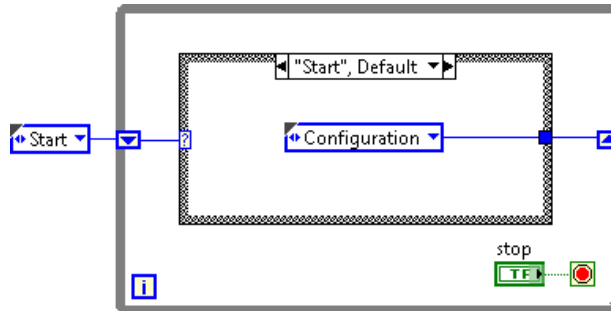 "Start", Default
Start
?
Configuration
stop
TF
i